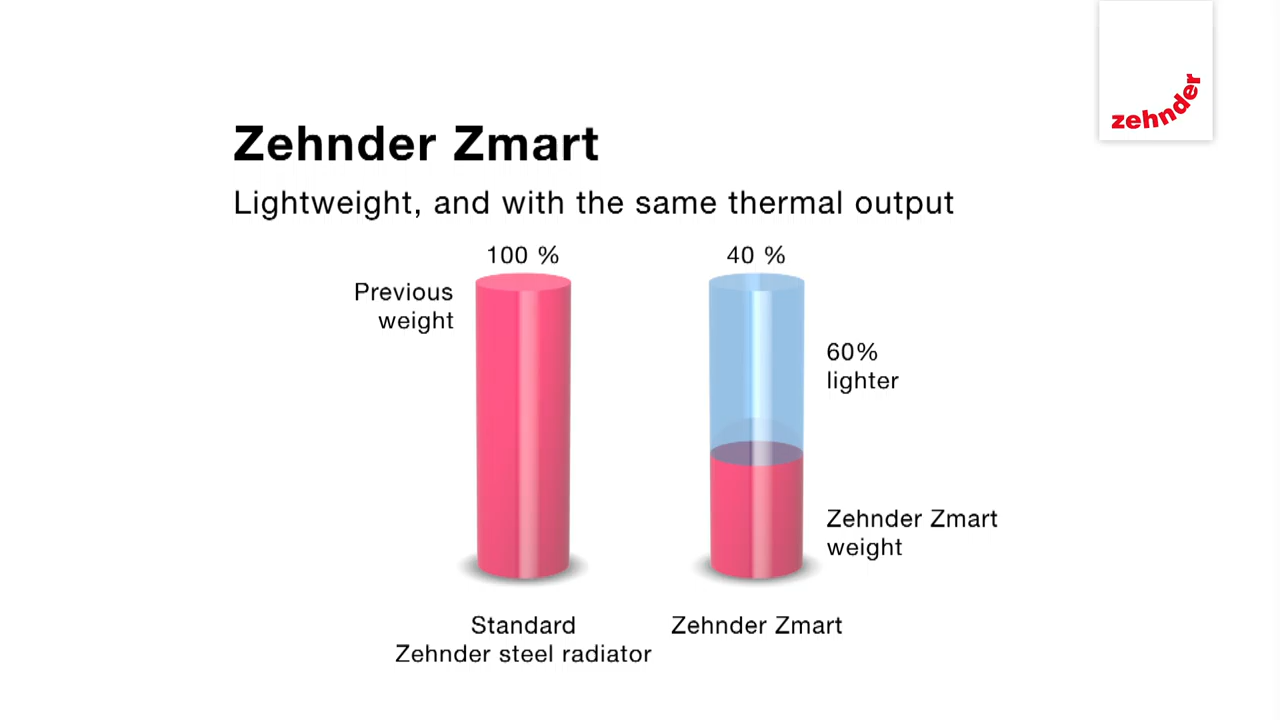 zehnder
Zehnder Zmart
Lightweight, and with the same thermal output
100 %
40 %
Previous
weight
60%
lighter
Zehnder Zmart
weight
Standard
Zehnder steel radiator
Zehnder Zmart